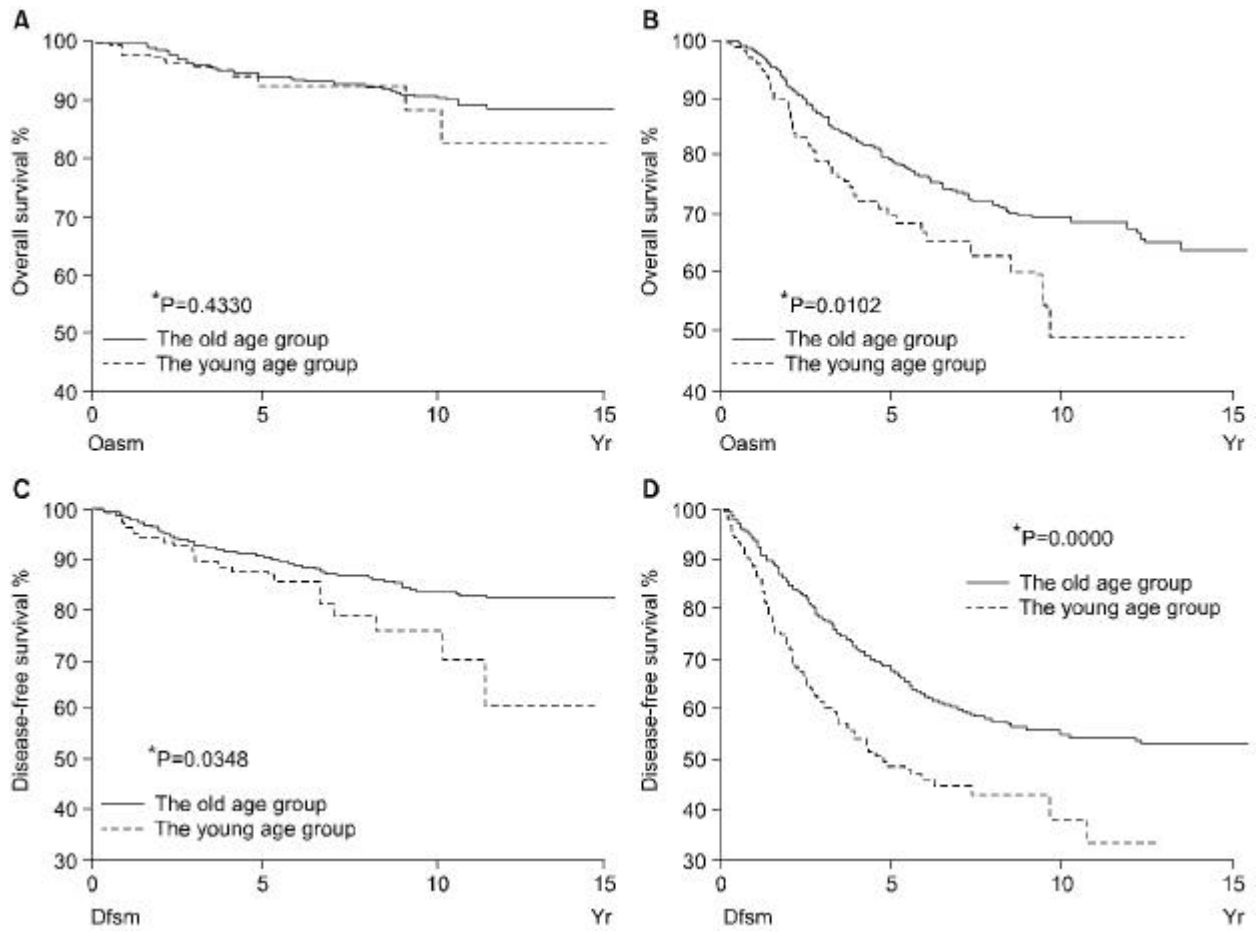 A
Overall survival %
100
90
80
70
60
50
40
*P=0.4330
The old age group
The young age group
0 5 10 15
Oasm Yr
B
Overall survival %
100
90
80
70
60
50
40
*P=0.0102
The old age group
The young age group
0 5 10 15
Oasm Yr
C
Disease-free survival %
100
90
80
70
60
50
40
30
*P=0.0348
The old age group
The young age group
0 5 10 15
Dfsm Yr
D
Disease-free survival %
100
90
80
70
60
50
40
30
*P=0.0000
The old age group
The young age group
0 5 10 15
Dfsm Yr